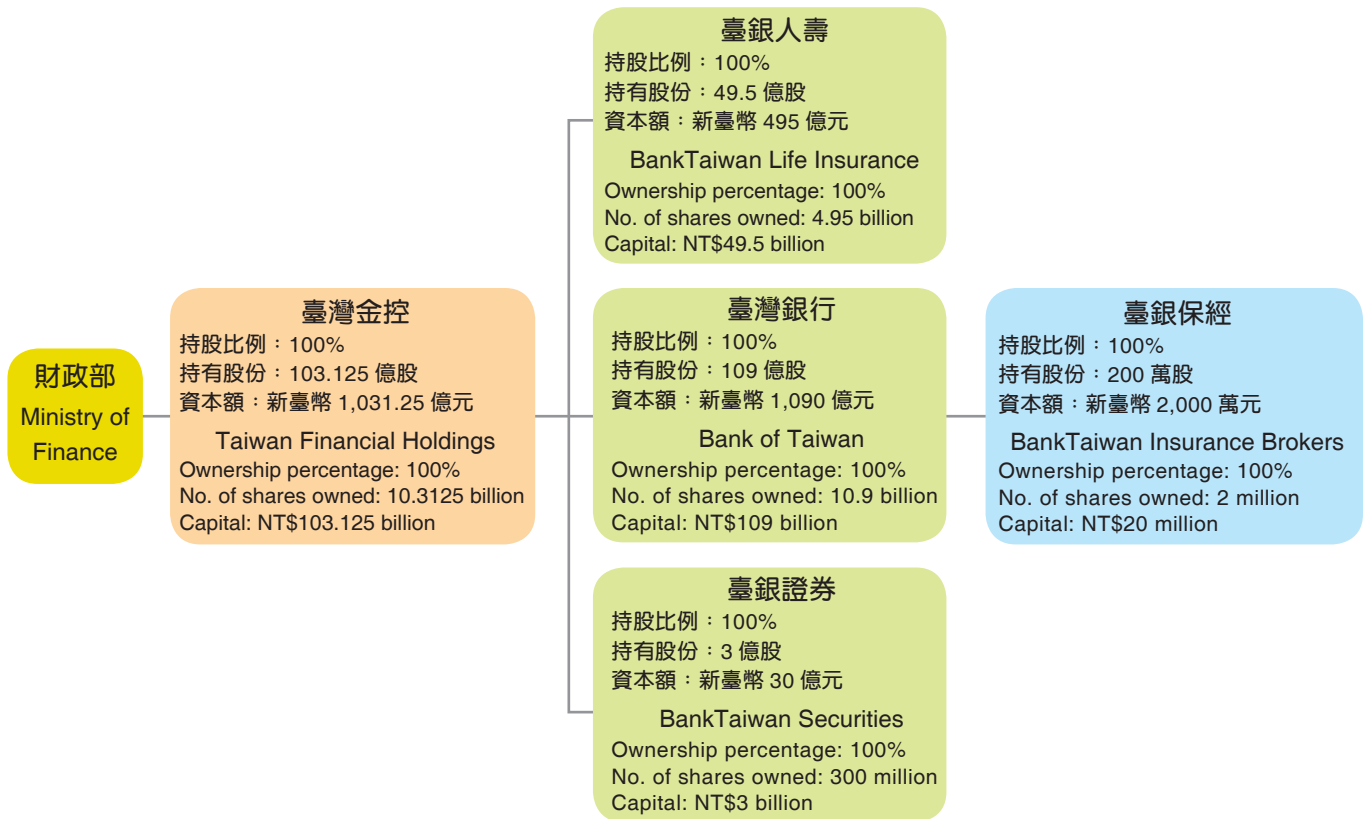 財政部
Ministry of
Finance
臺灣金控
持股比例：100%
持有股份：103.125 億股
資本額：新臺幣 1,031.25 億元
Taiwan Financial Holdings
Ownership percentage: 100%
No. of shares owned: 10.3125 billion
Capital: NT$103.125 billion
臺銀人壽
持股比例：100%
持有股份：49.5 億股
資本額：新臺幣 495 億元
BankTaiwan Life Insurance
Ownership percentage: 100%
No. of shares owned: 4.95 billion
Capital: NT$49.5 billion
臺灣銀行
持股比例：100%
持有股份：109 億股
資本額：新臺幣 1,090 億元
Bank of Taiwan
Ownership percentage: 100%
No. of shares owned: 10.9 billion
Capital: NT$109 billion
臺銀證券
持股比例：100%
持有股份：3 億股
資本額：新臺幣 30 億元
BankTaiwan Securities
Ownership percentage: 100%
No. of shares owned: 300 million
Capital: NT$3 billion
臺銀保經
持股比例：100%
持有股份：200 萬股
資本額：新臺幣 2,000 萬元
BankTaiwan Insurance Brokers
Ownership percentage: 100%
No. of shares owned: 2 million
Capital: NT$20 million